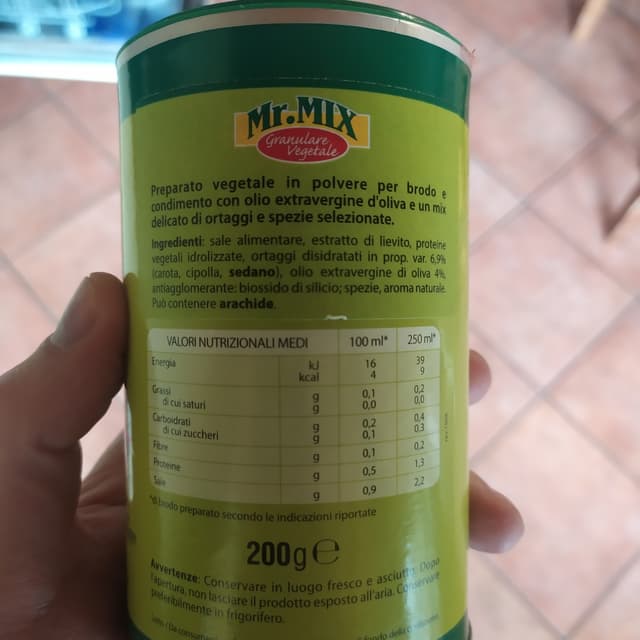 Mr.MIX
Granulare
Vegetale
Preparato vegetale in polvere per brodo e
condimento con olio extravergine d'oliva e un mix
delicato di ortaggi e spezie selezionate.
Ingredienti: sale alimentare, estratto di lievito, proteine
vegetali idrolizzate, ortaggi disidratati in prop. var. 6,9%
(carota, cipolla, sedano), olio extravergine di oliva 4%,
antiagglomerante: biossido di silicio; spezie, aroma naturale.
Può contenere arachide.
VALORI NUTRIZIONALI MEDI 100 ml* 250 ml*
Energia kJ 16 39
kcal 4 9
Grassi g 0,1 0,2
di cui saturi g 0,0 0,0
Carboidrati g 0,2 0,4
di cui zuccheri g 0,1 0,3
Fibre g 0,1 0,2
Proteine g 0,5 1,3
Sale g 0,9 2,2
*di brodo preparato secondo le indicazioni riportate
200g e
Avvertenze: Conservare in luogo fresco e asciutto. Dopo
l'apertura, non lasciare il prodotto esposto all'aria. Conservare
preferibilmente in frigorifero.